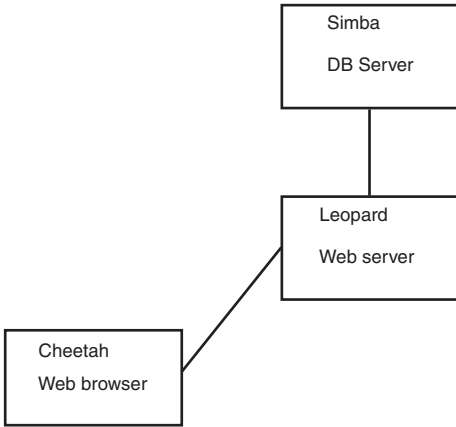 Simba
DB Server
Leopard
Web server
Cheetah
Web browser